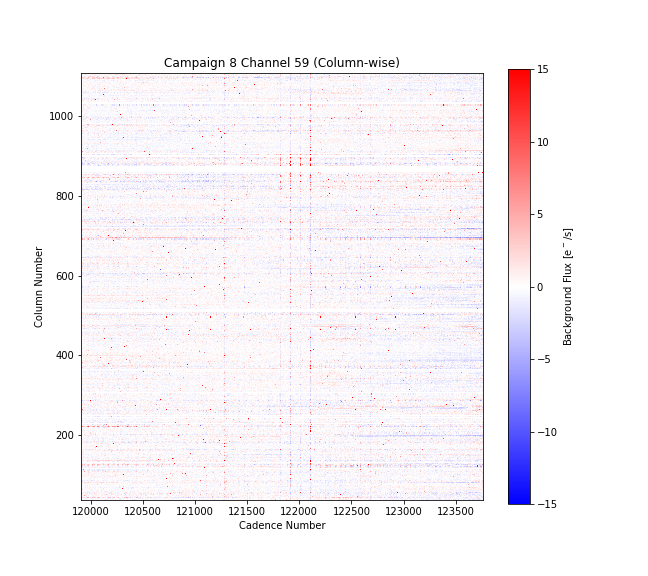 Campaign 8 Channel 59 (Column-wise)
Column Number
1000
800
600
400
200
120000 120500 121000 121500 122000 122500 123000 123500
Cadence Number
15
10
5
0
−5
−10
−15
Background Flux [e⁻/s]